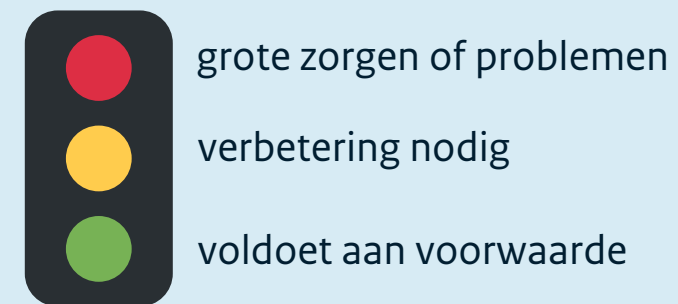 grote zorgen of problemen
verbetering nodig
voldoet aan voorwaarde